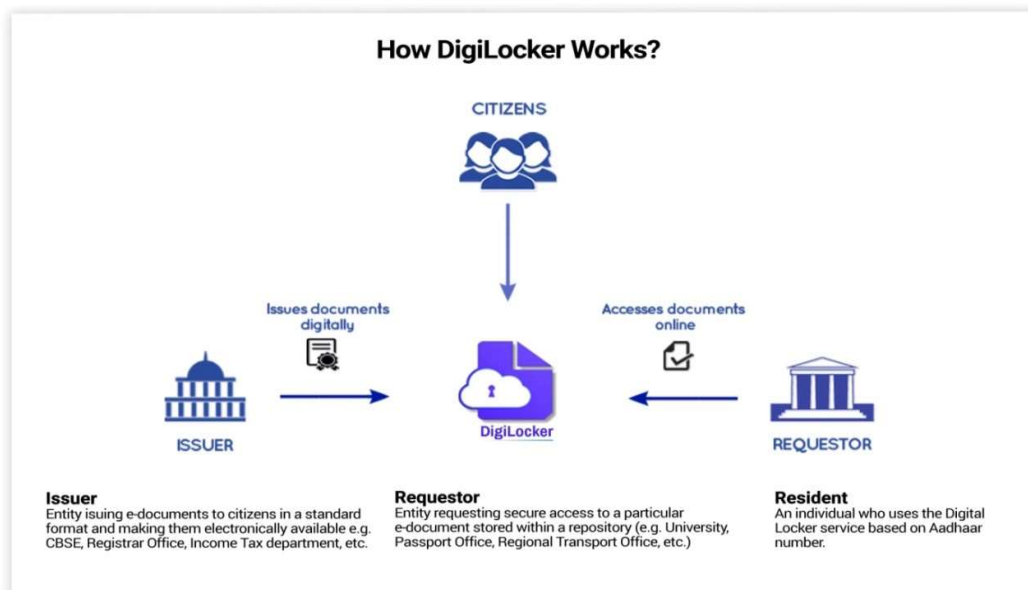 How DigiLocker Works?
CITIZENS
Issues documents
digitally
Accesses documents
online
DigiLocker
ISSUER
REQUESTOR
Issuer
Entity isuing e-documents to citizens in a standard
format and making them electronically available e.g.
CBSE, Registrar Office, Income Tax department, etc.
Requestor
Entity requesting secure access to a particular
e-document stored within a repository (e.g. University,
Passport Office, Regional Transport Office, etc.)
Resident
An individual who uses the Digital
Locker service based on Aadhaar
number.